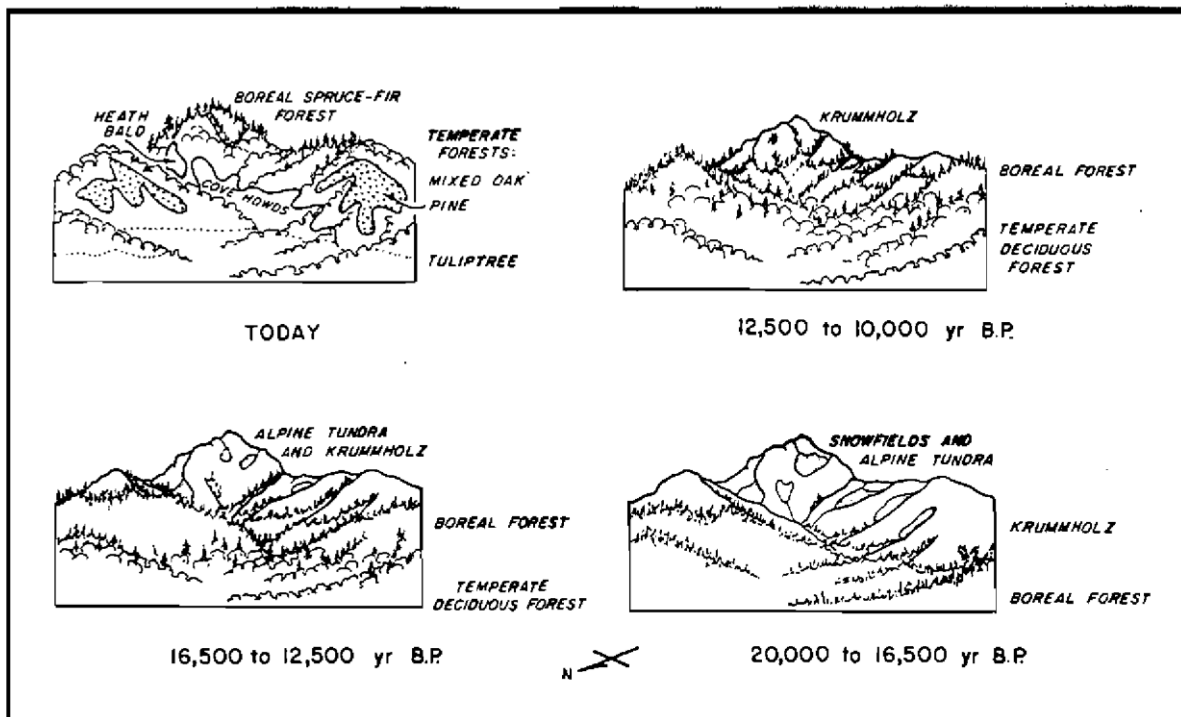 HEATH
BALD
BOREAL SPRUCE-FIR
FOREST
TEMPERATE
FORESTS:
MIXED OAK
PINE
COVE
HDWDS
TULIPTREE
TODAY
KRUMMHOLZ
BOREAL FOREST
TEMPERATE
DECIDUOUS
FOREST
12,500 to 10,000 yr B.P.
ALPINE TUNDRA
AND KRUMMHOLZ
BOREAL FOREST
TEMPERATE
DECIDUOUS FOREST
16,500 to 12,500 yr B.P.
N
SNOWFIELDS AND
ALPINE TUNDRA
KRUMMHOLZ
BOREAL FOREST
20,000 to 16,500 yr B.P.